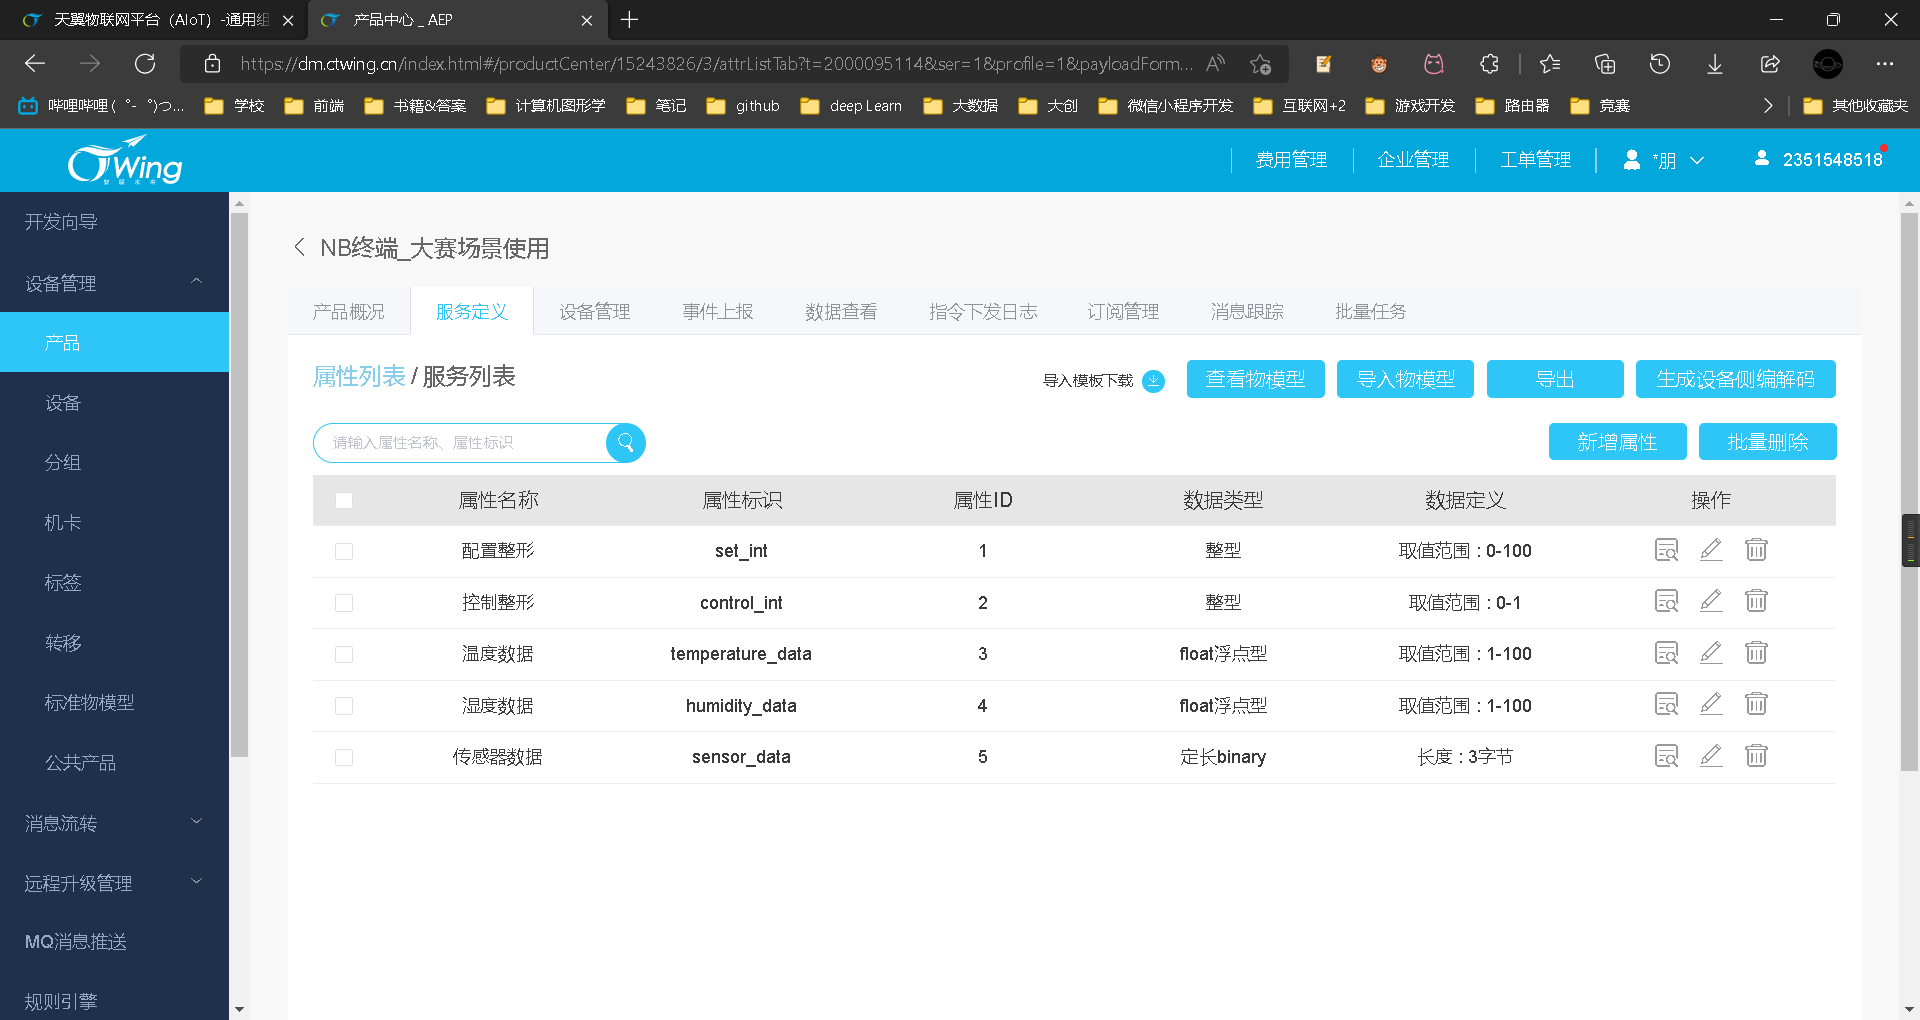 天翼物联网平台（AIoT）-通用组
产品中心 _ AEP
https://dm.ctwing.cn/index.html#/productCenter/15243826/3/attrListTab?t=2000095114&ser=1&profile=1&payloadForm...
哔哩哔哩 (゜-゜)つ...
学校
前端
书籍&答案
计算机图形学
笔记
github
deep Learn
大数据
大创
微信小程序开发
互联网+2
游戏开发
路由器
竞赛
其他收藏夹
CTWing
智联未来
费用管理
企业管理
工单管理
*朋
2351548518
开发向导
设备管理
产品
设备
分组
机卡
标签
转移
标准物模型
公共产品
消息流转
远程升级管理
MQ消息推送
规则引擎
NB终端_大赛场景使用
产品概况
服务定义
设备管理
事件上报
数据查看
指令下发日志
订阅管理
消息跟踪
批量任务
属性列表 / 服务列表
导入模板下载
查看物模型
导入物模型
导出
生成设备侧编解码
请输入属性名称、属性标识
新增属性
批量删除
属性名称 属性标识 属性ID 数据类型 数据定义 操作
配置整形 set_int 1 整型 取值范围 : 0-100
控制整形 control_int 2 整型 取值范围 : 0-1
温度数据 temperature_data 3 float浮点型 取值范围 : 1-100
湿度数据 humidity_data 4 float浮点型 取值范围 : 1-100
传感器数据 sensor_data 5 定长binary 长度 : 3字节